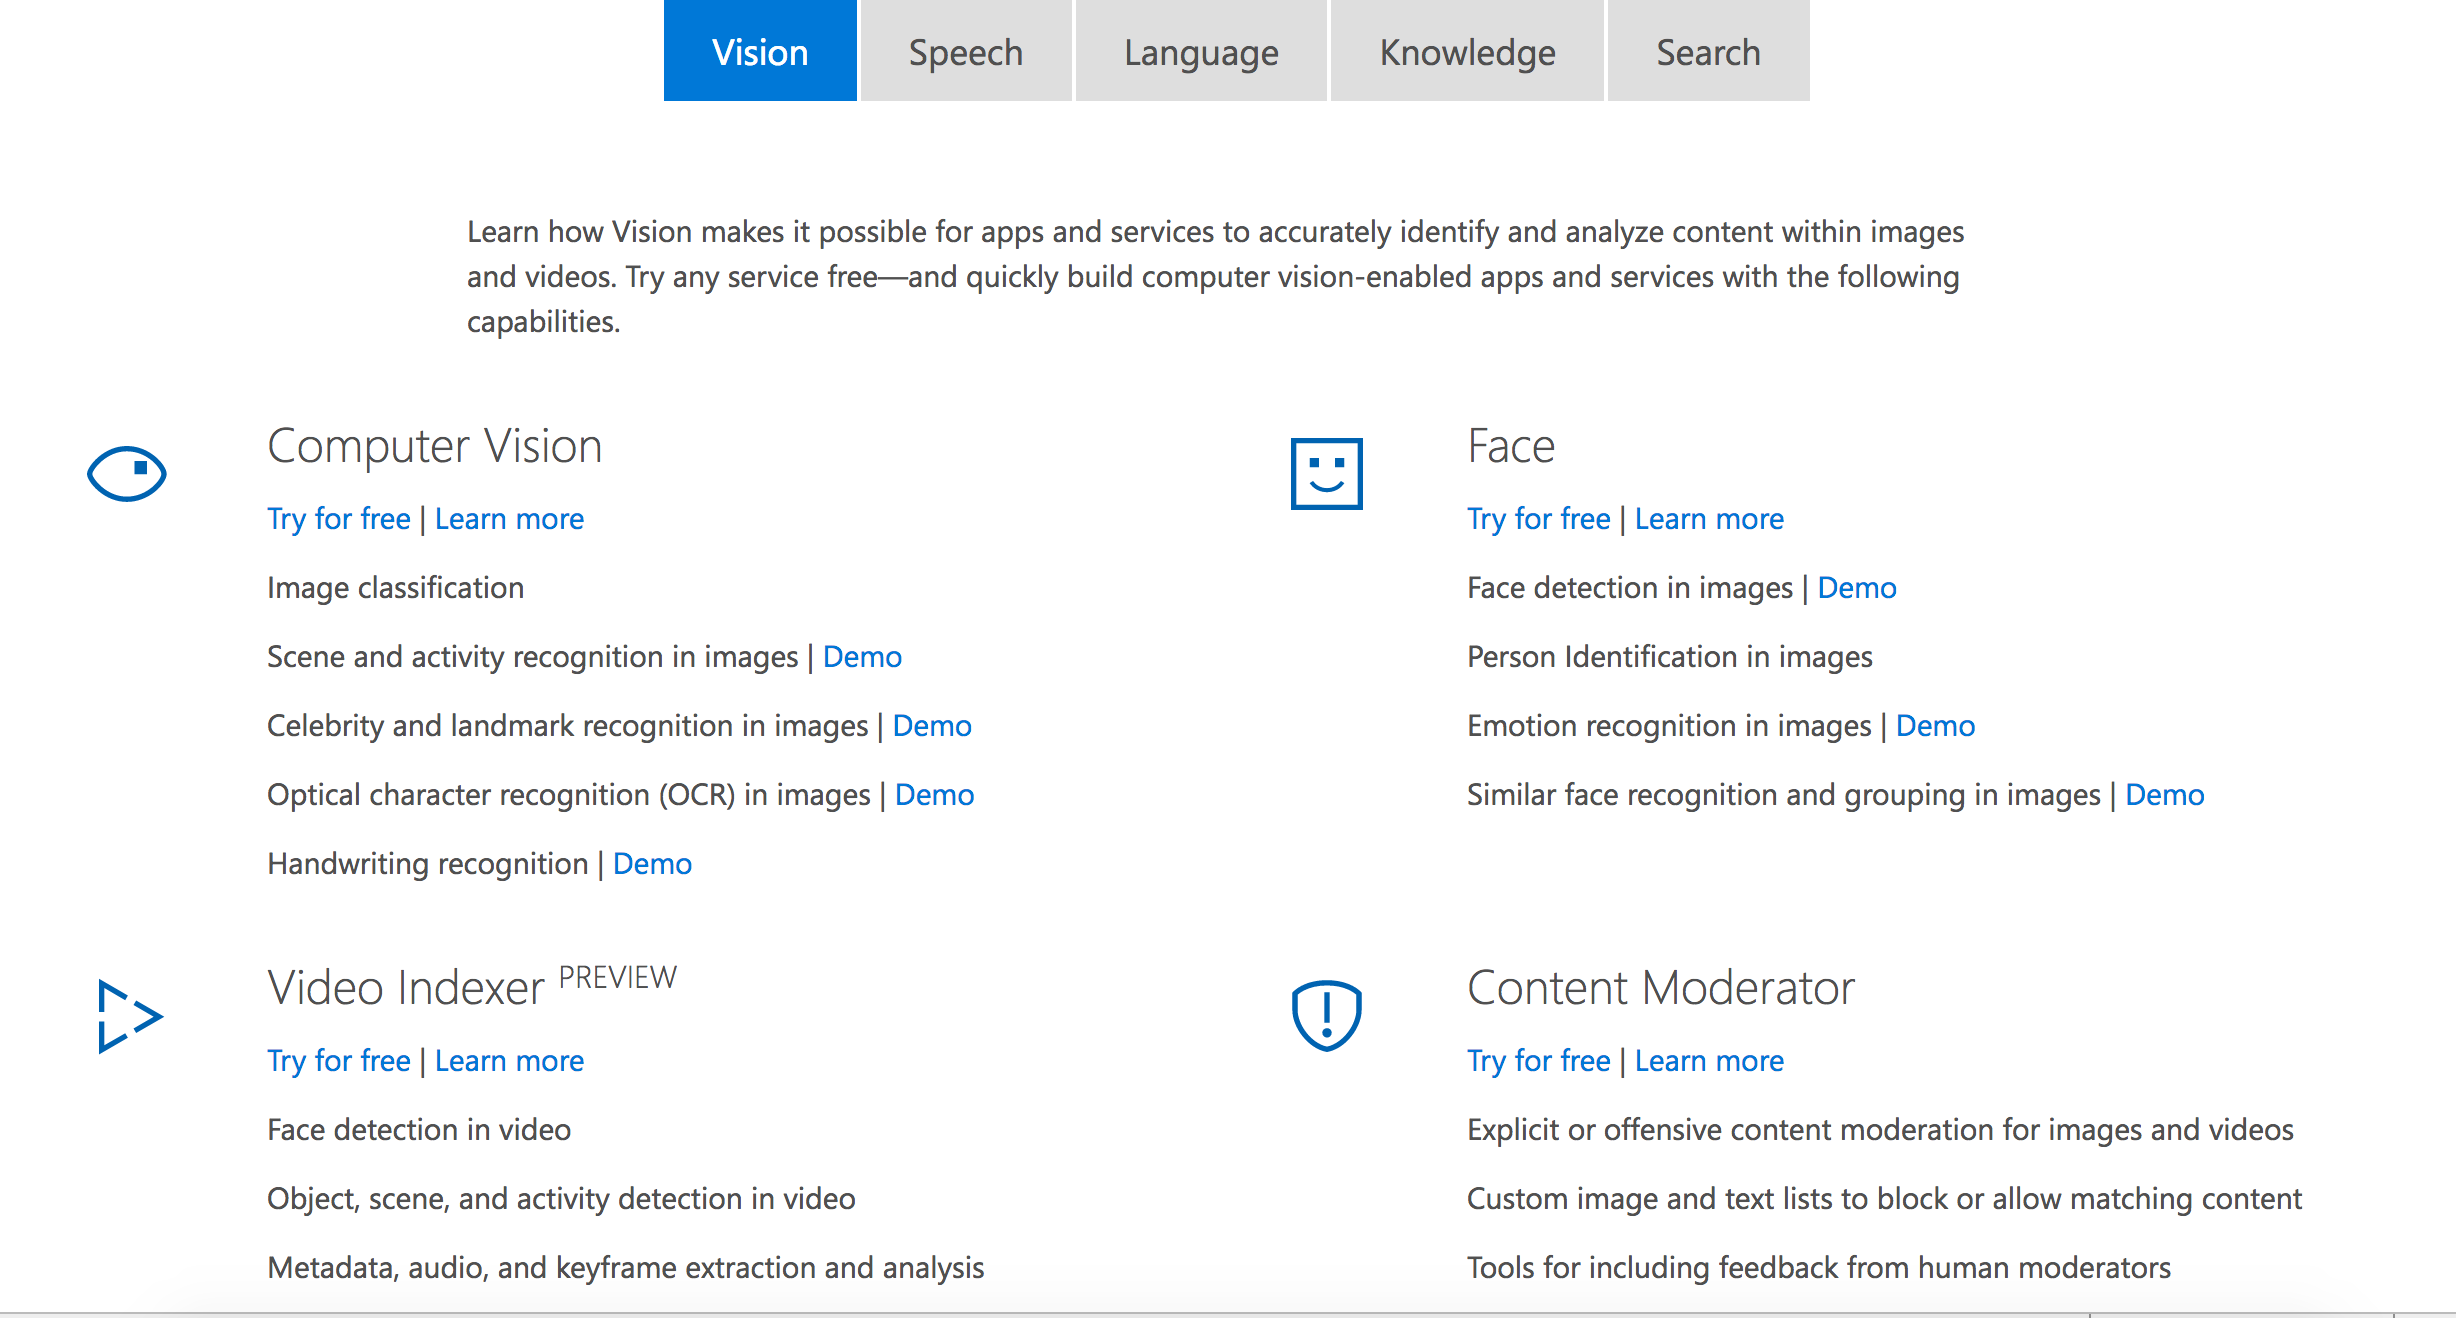 Vision
Speech
Language
Knowledge
Search
Learn how Vision makes it possible for apps and services to accurately identify and analyze content within images
and videos. Try any service free—and quickly build computer vision-enabled apps and services with the following
capabilities.
Computer Vision
Try for free | Learn more
Image classification
Scene and activity recognition in images | Demo
Celebrity and landmark recognition in images | Demo
Optical character recognition (OCR) in images | Demo
Handwriting recognition | Demo
Face
Try for free | Learn more
Face detection in images | Demo
Person Identification in images
Emotion recognition in images | Demo
Similar face recognition and grouping in images | Demo
Video Indexer PREVIEW
Try for free | Learn more
Face detection in video
Object, scene, and activity detection in video
Metadata, audio, and keyframe extraction and analysis
Content Moderator
Try for free | Learn more
Explicit or offensive content moderation for images and videos
Custom image and text lists to block or allow matching content
Tools for including feedback from human moderators